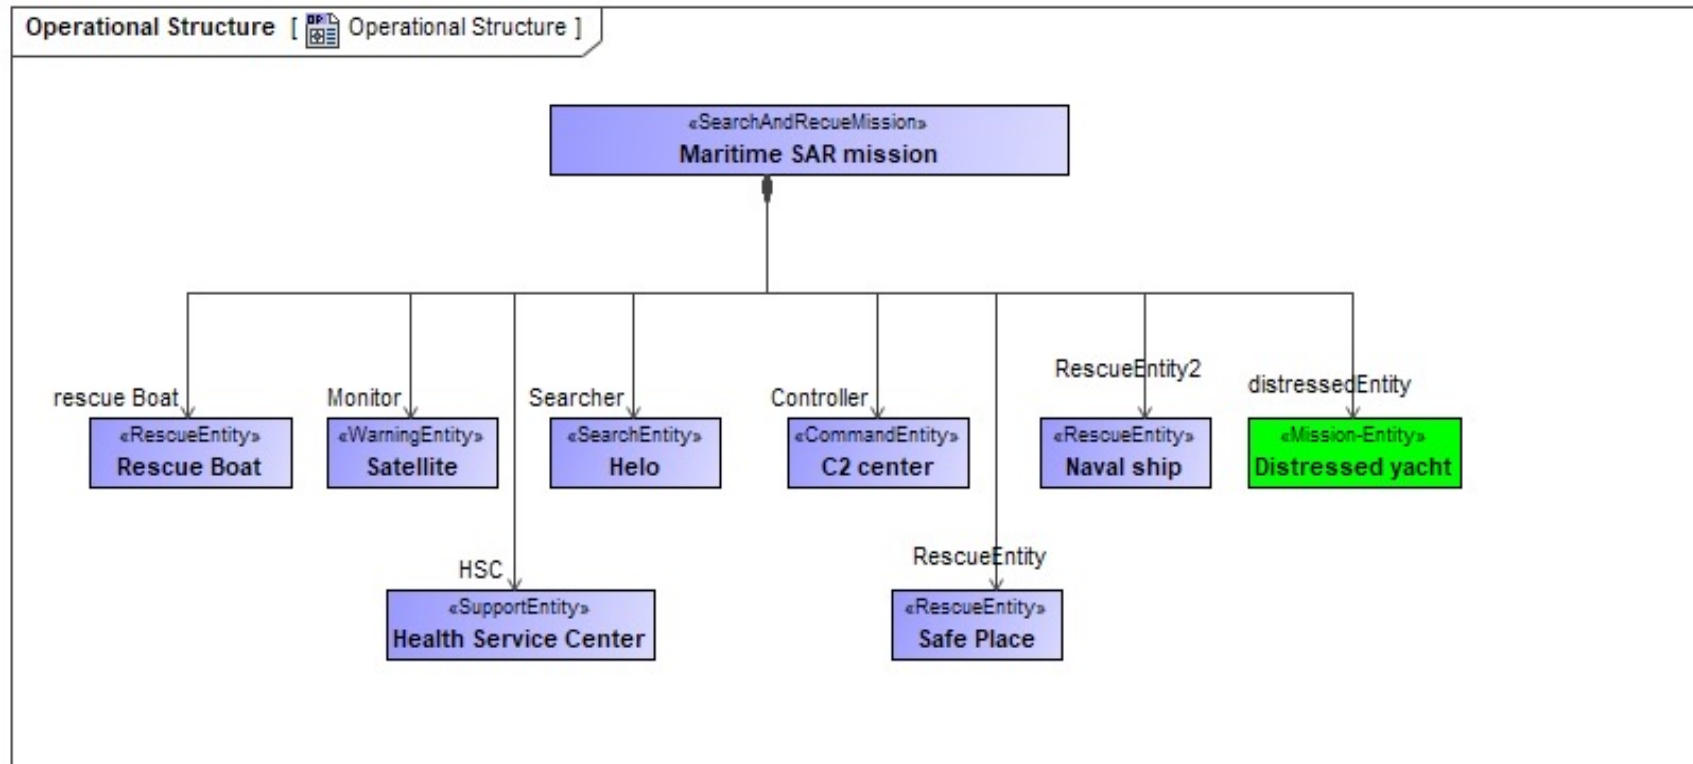 Operational Structure [ Operational Structure ]
«SearchAndRecueMission»
Maritime SAR mission
rescue Boat
Monitor
Searcher
Controller
RescueEntity2
distressedEntity
«RescueEntity»
Rescue Boat
«WarningEntity»
Satellite
«SearchEntity»
Helo
«CommandEntity»
C2 center
«RescueEntity»
Naval ship
«Mission-Entity»
Distressed yacht
HSC
RescueEntity
«SupportEntity»
Health Service Center
«RescueEntity»
Safe Place